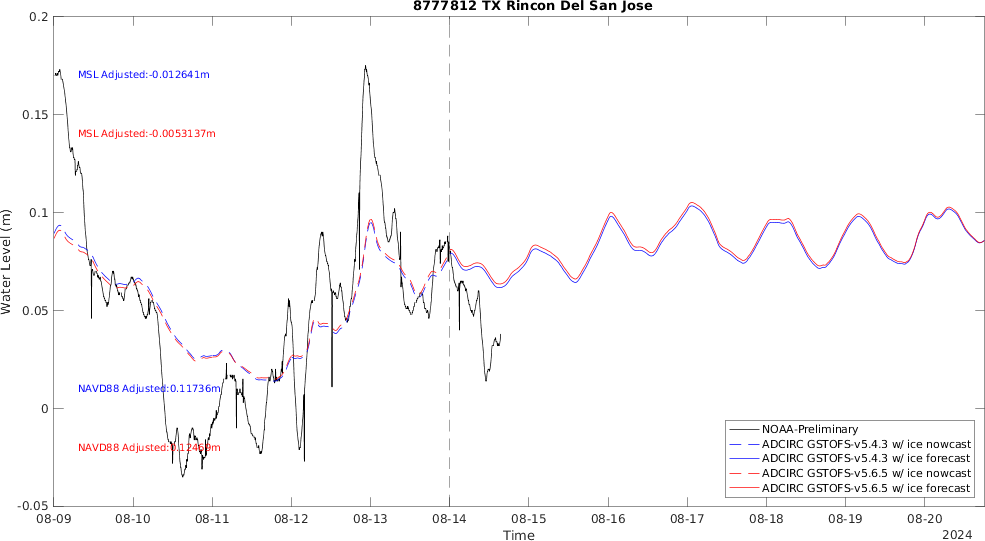 8777812 TX Rincon Del San Jose
0.2
0.15
0.1
0.05
0
-0.05
Water Level (m)
MSL Adjusted:-0.012641m
MSL Adjusted:-0.0053137m
NAVD88 Adjusted:0.11736m
NAVD88 Adjusted:0.12469m
NOAA-Preliminary
ADCIRC GSTOFS-v5.4.3 w/ ice nowcast
ADCIRC GSTOFS-v5.4.3 w/ ice forecast
ADCIRC GSTOFS-v5.6.5 w/ ice nowcast
ADCIRC GSTOFS-v5.6.5 w/ ice forecast
08-09 08-10 08-11 08-12 08-13 08-14 08-15 08-16 08-17 08-18 08-19 08-20
Time
2024